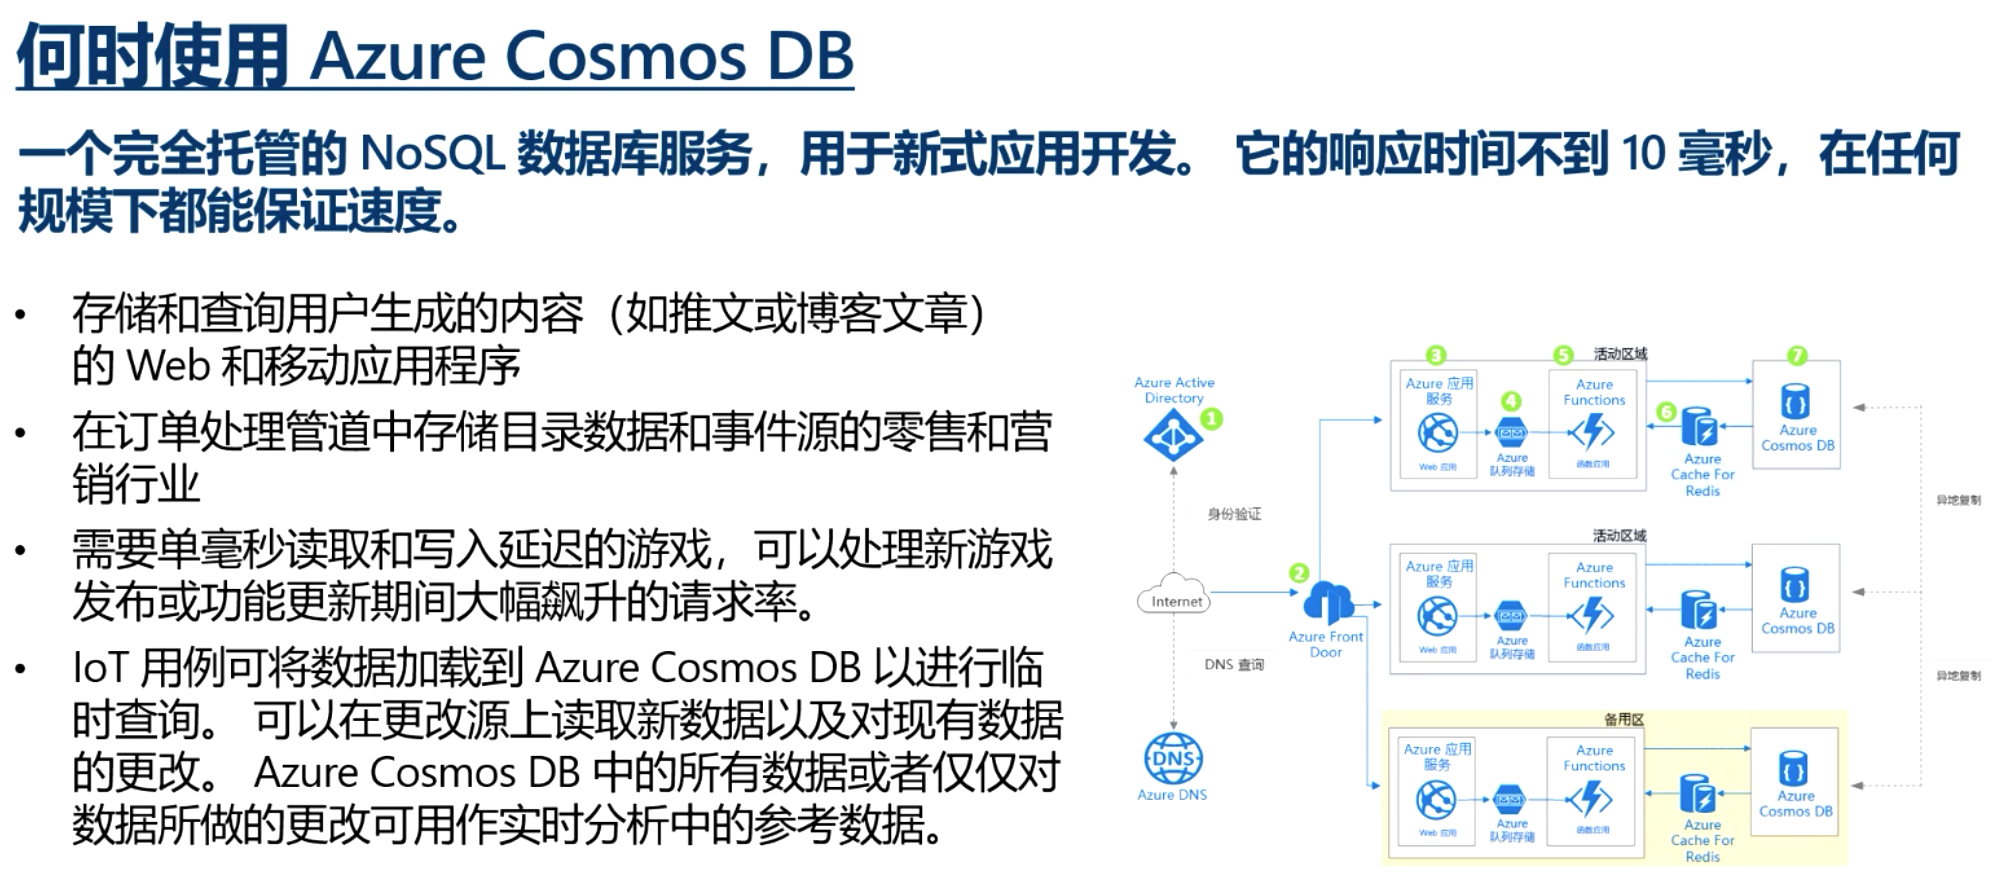 何时使用 Azure Cosmos DB
一个完全托管的 NoSQL 数据库服务，用于新式应用开发。 它的响应时间不到 10 毫秒，在任何
规模下都能保证速度。
• 存储和查询用户生成的内容（如推文或博客文章）
的 Web 和移动应用程序
• 在订单处理管道中存储目录数据和事件源的零售和营
销行业
• 需要单毫秒读取和写入延迟的游戏，可以处理新游戏
发布或功能更新期间大幅飙升的请求率。
• IoT 用例可将数据加载到 Azure Cosmos DB 以进行临
时查询。 可以在更改源上读取新数据以及对现有数据
的更改。 Azure Cosmos DB 中的所有数据或者仅仅对
数据所做的更改可用作实时分析中的参考数据。
Azure Active
Directory
1
身份验证
Internet
DNS 查询
DNS
Azure DNS
2
Azure Front
Door
活动区域
3
Azure 应用
服务
Web 应用
4
Azure
队列存储
5
Azure
Functions
函数应用
6
Azure
Cache For
Redis
7
Azure
Cosmos DB
异地复制
活动区域
Azure 应用
服务
Web 应用
Azure
队列存储
Azure
Functions
函数应用
Azure
Cache For
Redis
Azure
Cosmos DB
异地复制
备用区
Azure 应用
服务
Web 应用
Azure
队列存储
Azure
Functions
函数应用
Azure
Cache For
Redis
Azure
Cosmos DB